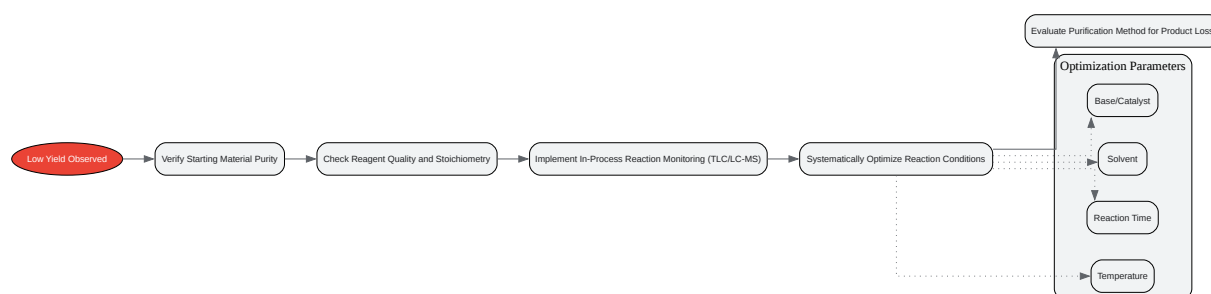 Evaluate Purification Method for Product Loss
Optimization Parameters
Base/Catalyst
Low Yield Observed
Verify Starting Material Purity
Check Reagent Quality and Stoichiometry
Implement In-Process Reaction Monitoring (TLC/LC-MS)
Systematically Optimize Reaction Conditions
Solvent
Reaction Time
Temperature